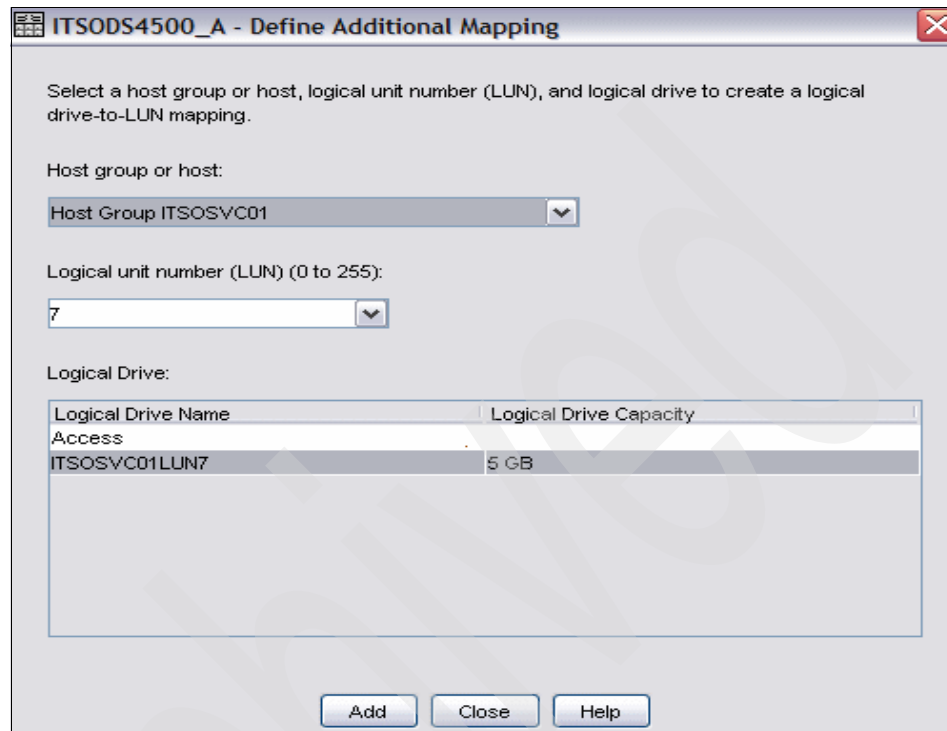 ITSODS4500_A - Define Additional Mapping
Select a host group or host, logical unit number (LUN), and logical drive to create a logical
drive-to-LUN mapping.
Host group or host:
Host Group ITSOSVC01
Logical unit number (LUN) (0 to 255):
7
Logical Drive:
Logical Drive Name Logical Drive Capacity
Access
ITSOSVC01LUN7 5 GB
Add Close Help